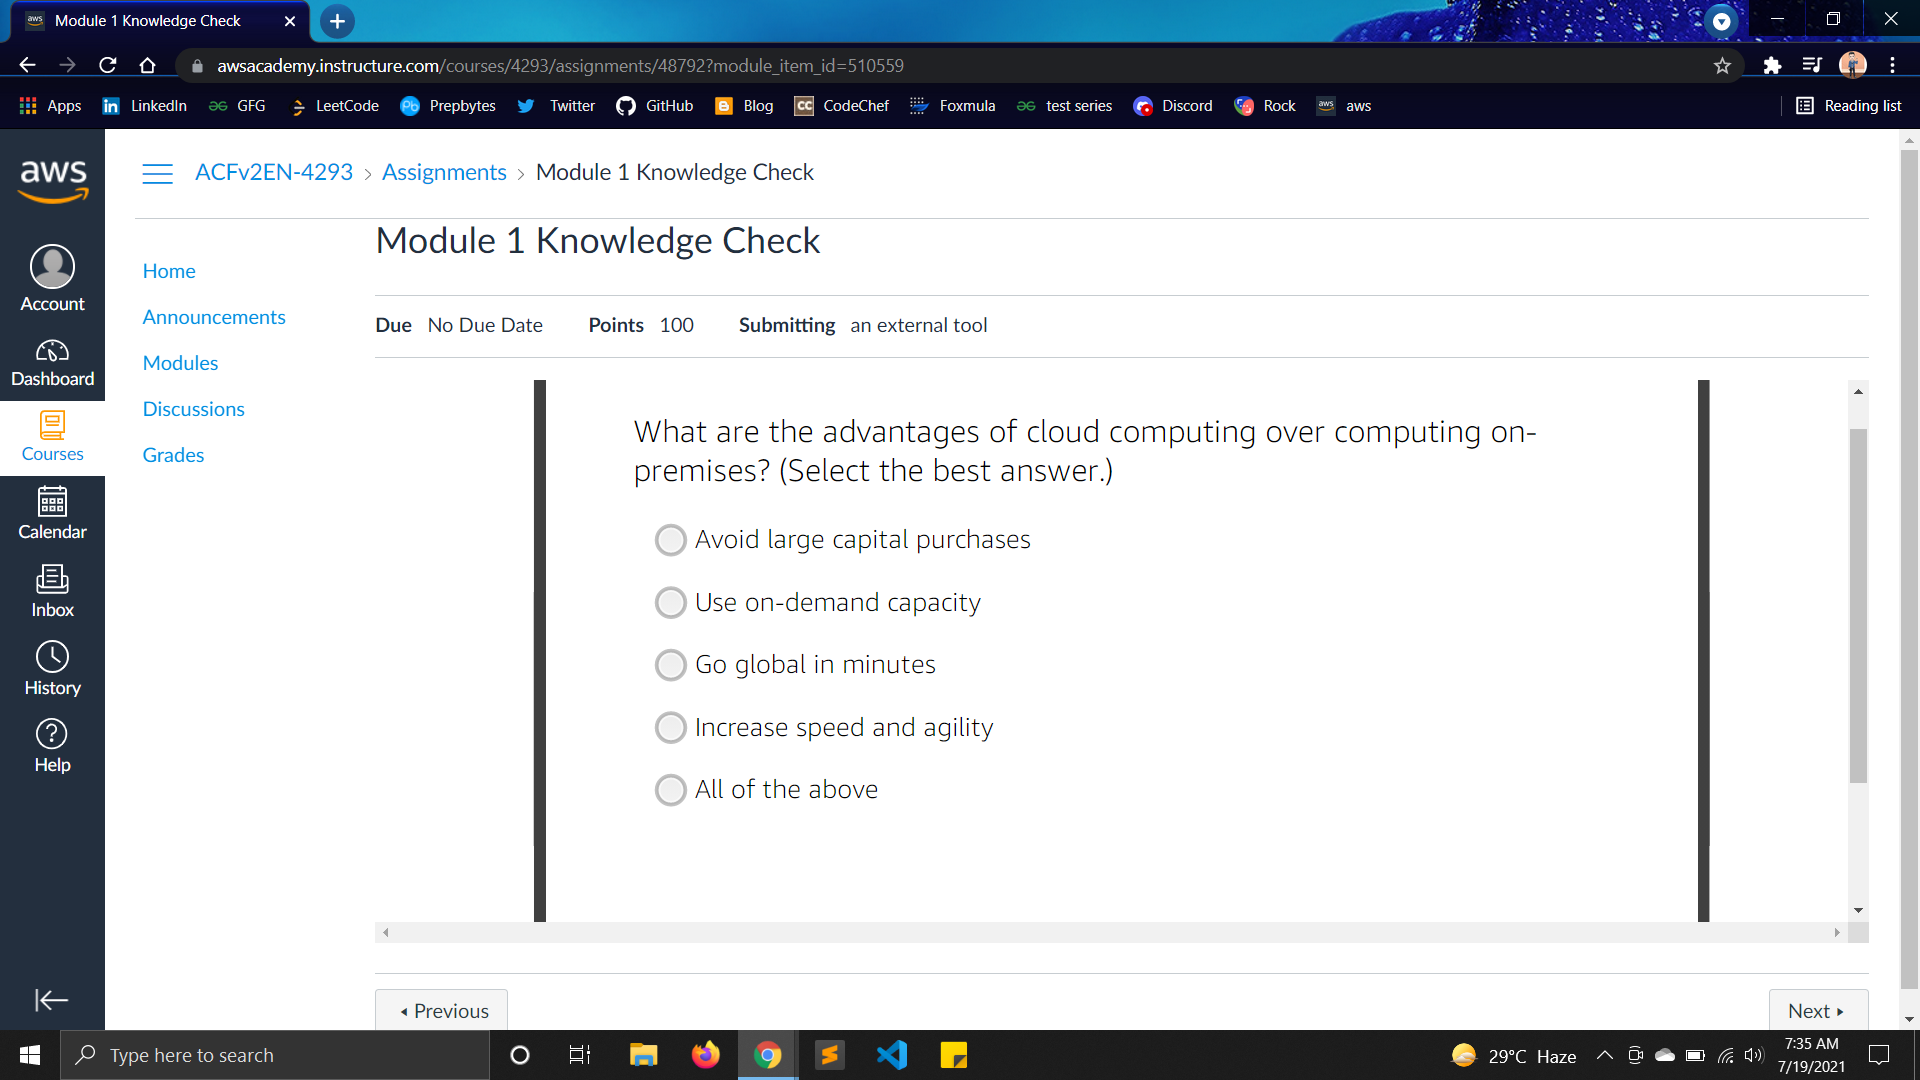 aws Module 1 Knowledge Check
awsacademy.instructure.com/courses/4293/assignments/48792?module_item_id=510559
Apps LinkedIn GFG LeetCode Prepbytes Twitter GitHub Blog CodeChef Foxmula test series Discord Rock aws aws Reading list
aws
ACFv2EN-4293 › Assignments › Module 1 Knowledge Check
Module 1 Knowledge Check
Account
Dashboard
Courses
Calendar
Inbox
History
Help
Home
Announcements
Modules
Discussions
Grades
Due No Due Date Points 100 Submitting an external tool
What are the advantages of cloud computing over computing on-
premises? (Select the best answer.)
Avoid large capital purchases
Use on-demand capacity
Go global in minutes
Increase speed and agility
All of the above
Previous
Next
Type here to search
29°C Haze
7:35 AM
7/19/2021